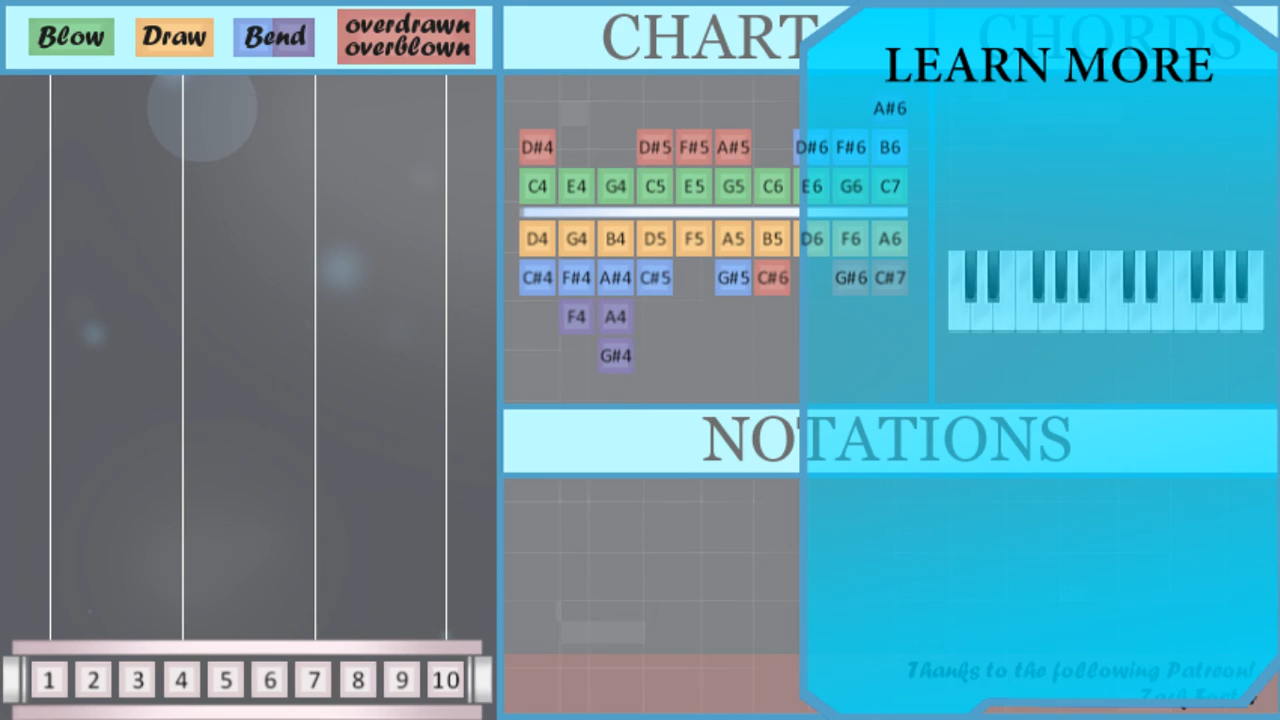 Blow Draw Bend overdrawn
overblown
CHART CHORDS
LEARN MORE
A#6
D#4 D#5 F#5 A#5 D#6 F#6 B6
C4 E4 G4 C5 E5 G5 C6 E6 G6 C7
D4 G4 B4 D5 F5 A5 B5 D6 F6 A6
C#4 F#4 A#4 C#5 G#5 C#6 G#6 C#7
F4 A4
G#4
NOTATIONS
Thanks to the following Patreon!
1 2 3 4 5 6 7 8 9 10